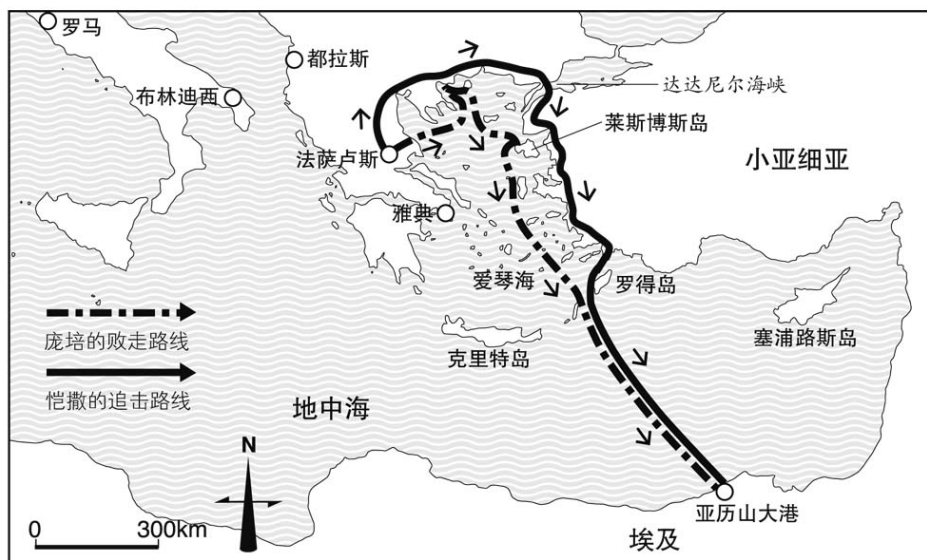 罗马
都拉斯
达达尼尔海峡
布林迪西
莱斯博斯岛
法萨卢斯
小亚细亚
雅典
爱琴海
罗得岛
庞培的败走路线
克里特岛
塞浦路斯岛
恺撒的追击路线
地中海
N
亚历山大港
0 300km
埃及